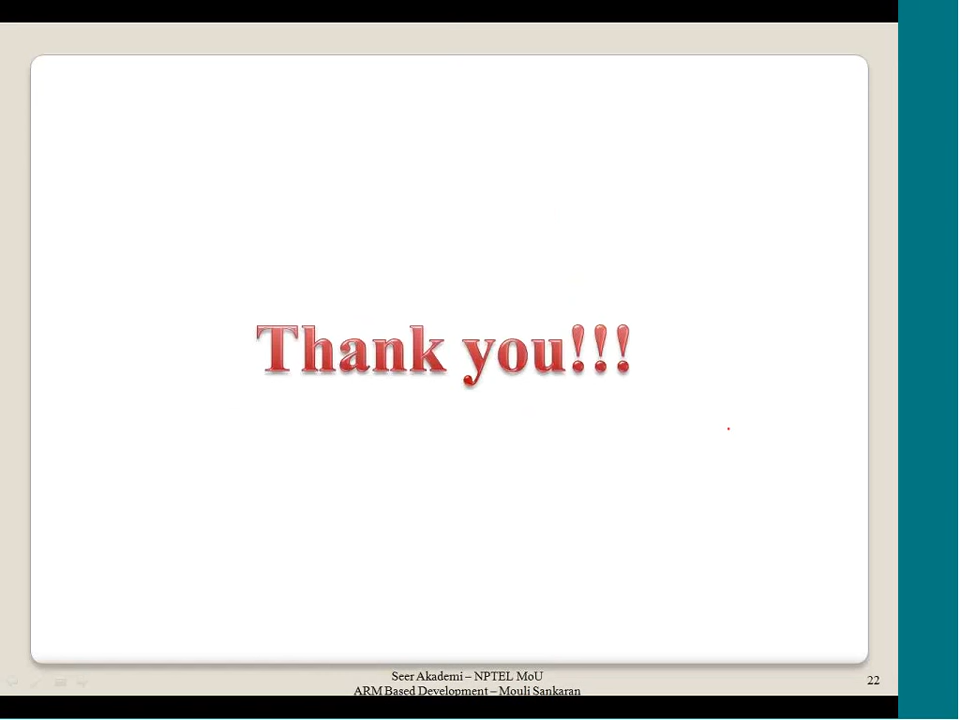 Thank you!!!
Seer Akademi – NPTEL MoU
ARM Based Development – Mouli Sankaran
22